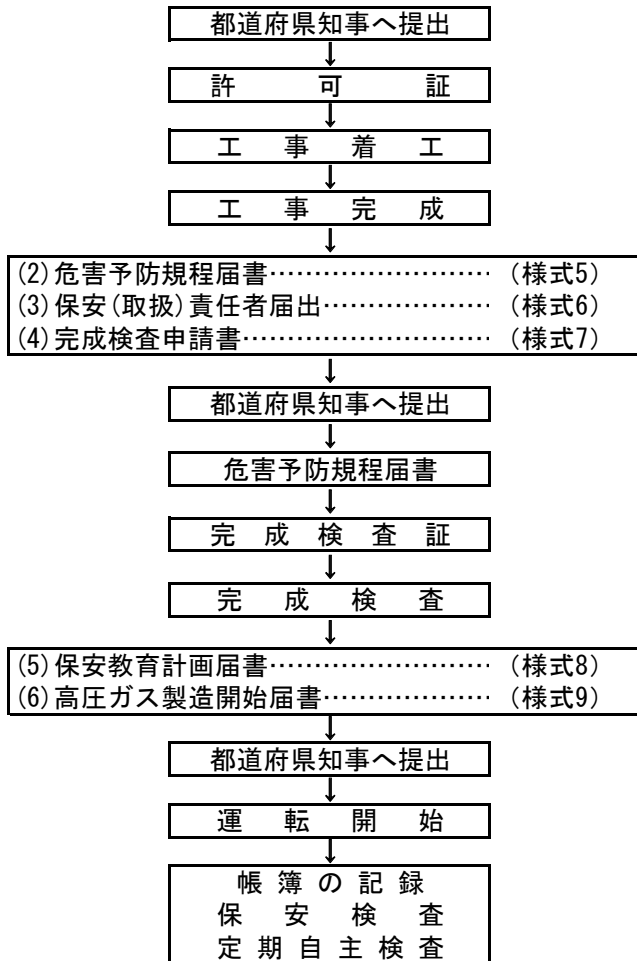 都道府県知事へ提出
↓
許可証
↓
工事着工
↓
工事完成
↓
(2)危害予防規程届書……………………… (様式5)
(3)保安(取扱)責任者届出……………… (様式6)
(4)完成検査申請書………………………… (様式7)
↓
都道府県知事へ提出
↓
危害予防規程届書
↓
完成検査証
↓
完成検査
↓
(5)保安教育計画届書……………………… (様式8)
(6)高圧ガス製造開始届書……………… (様式9)
↓
都道府県知事へ提出
↓
運転開始
↓
帳簿の記録
保安検査
定期自主検査